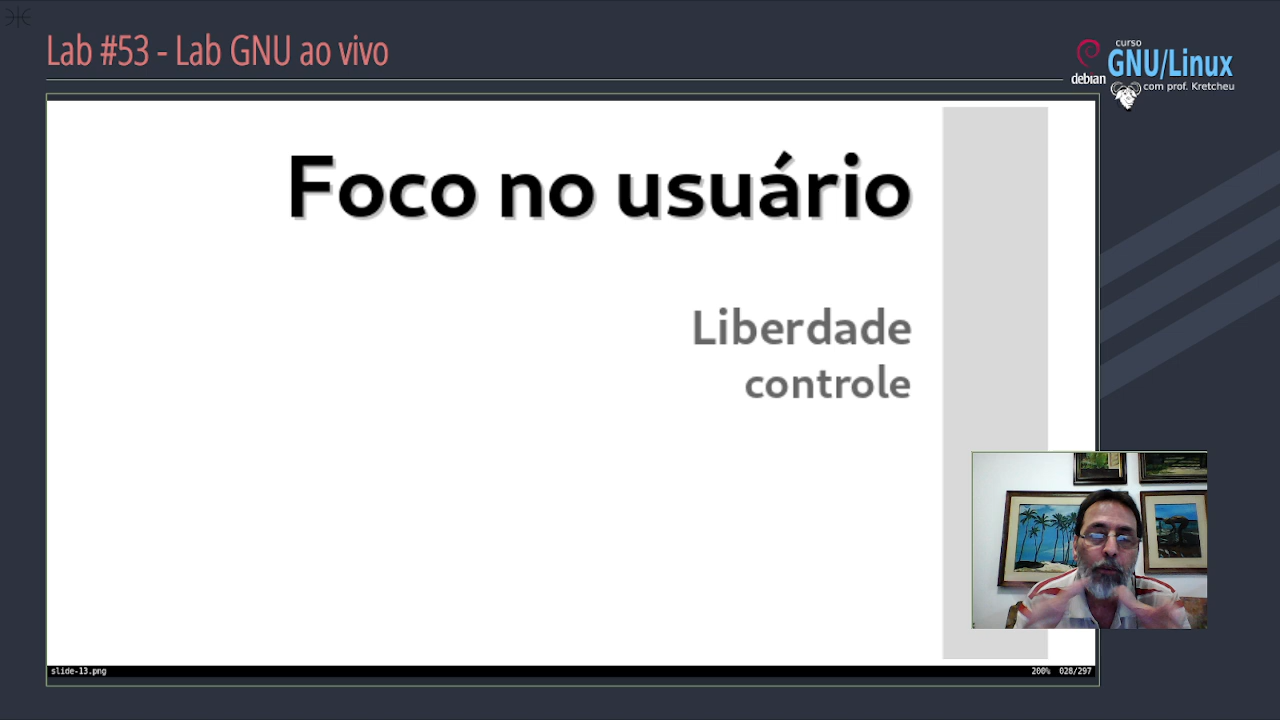 Lab #53 - Lab GNU ao vivo
curso
GNU/Linux
debian
com prof. Kretcheu
Foco no usuário
Liberdade
controle
slide-13.png
200% 028/297